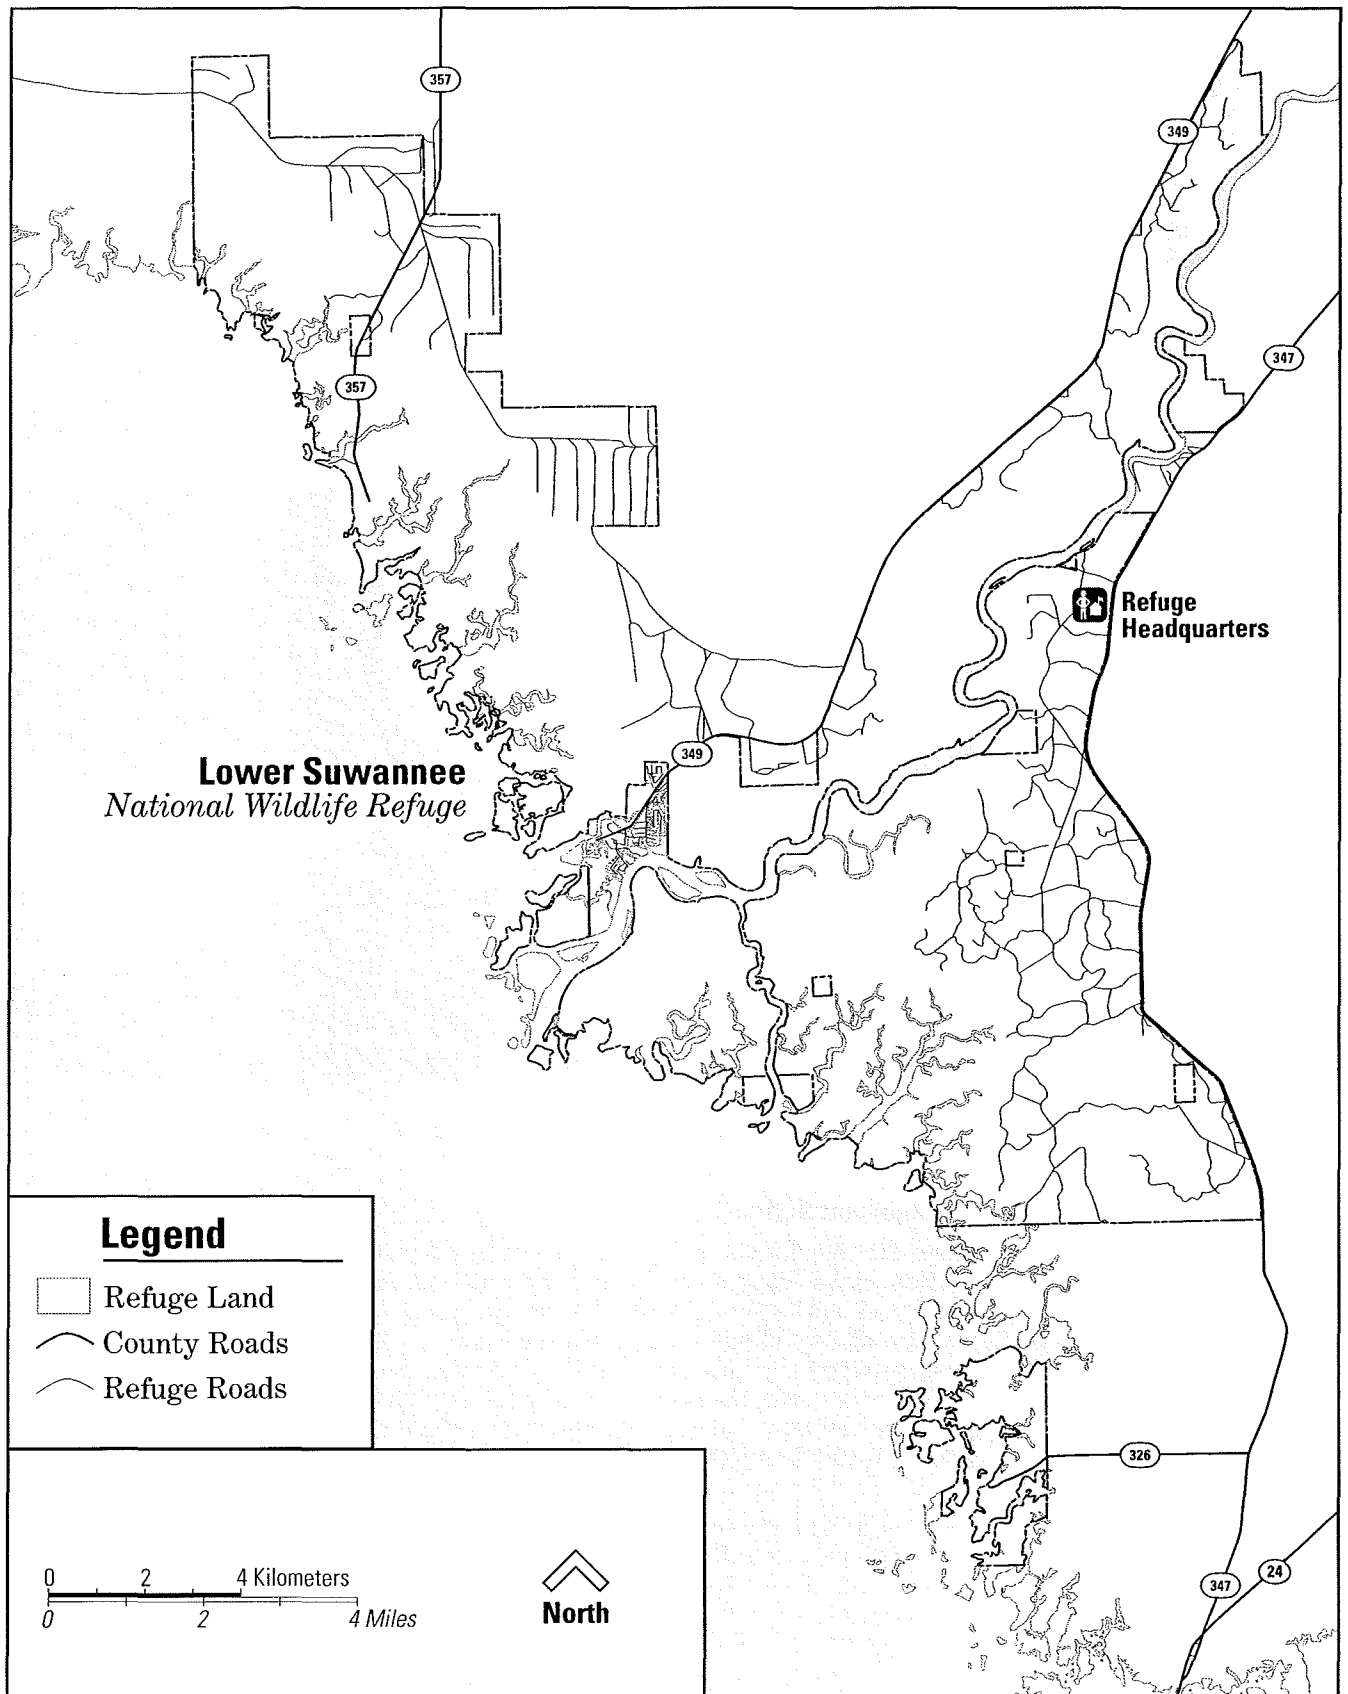 357
349
347
357
Refuge
Headquarters
349
Lower Suwannee
National Wildlife Refuge
Legend
Refuge Land
County Roads
Refuge Roads
326
0 2 4 Kilometers
0 2 4 Miles
North
347
24